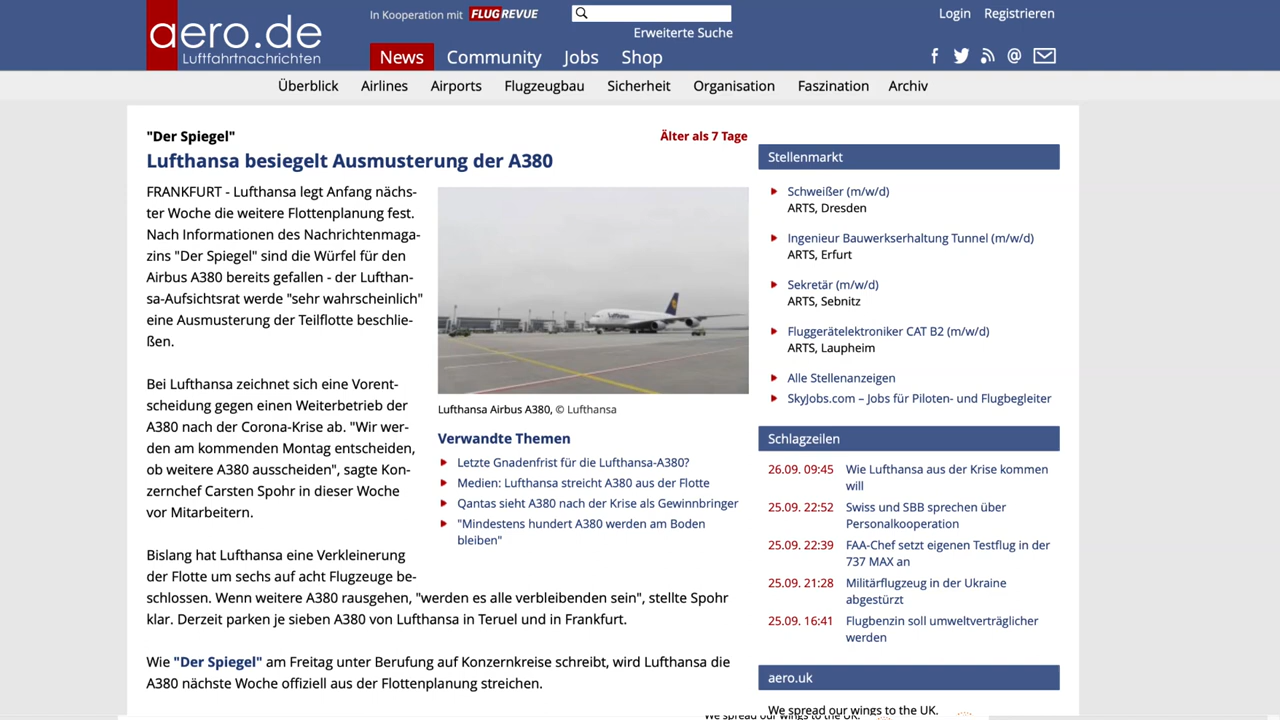 aero.de
Luftfahrtnachrichten
In Kooperation mit FLUGREVUE
Erweiterte Suche
Login Registrieren
News Community Jobs Shop
Überblick Airlines Airports Flugzeugbau Sicherheit Organisation Faszination Archiv
"Der Spiegel"
Älter als 7 Tage
Lufthansa besiegelt Ausmusterung der A380
FRANKFURT - Lufthansa legt Anfang nächs-
ter Woche die weitere Flottenplanung fest.
Nach Informationen des Nachrichtenmaga-
zins "Der Spiegel" sind die Würfel für den
Airbus A380 bereits gefallen - der Lufthan-
sa-Aufsichtsrat werde "sehr wahrscheinlich"
eine Ausmusterung der Teilflotte beschlie-
ßen.
Bei Lufthansa zeichnet sich eine Vorent-
scheidung gegen einen Weiterbetrieb der
A380 nach der Corona-Krise ab. "Wir wer-
den am kommenden Montag entscheiden,
ob weitere A380 ausscheiden", sagte Kon-
zernchef Carsten Spohr in dieser Woche
vor Mitarbeitern.
Bislang hat Lufthansa eine Verkleinerung
der Flotte um sechs auf acht Flugzeuge be-
schlossen. Wenn weitere A380 rausgehen, "werden es alle verbleibenden sein", stellte Spohr
klar. Derzeit parken je sieben A380 von Lufthansa in Teruel und in Frankfurt.
Wie "Der Spiegel" am Freitag unter Berufung auf Konzernkreise schreibt, wird Lufthansa die
A380 nächste Woche offiziell aus der Flottenplanung streichen.
Lufthansa
Lufthansa Airbus A380, © Lufthansa
Verwandte Themen
Letzte Gnadenfrist für die Lufthansa-A380?
Medien: Lufthansa streicht A380 aus der Flotte
Qantas sieht A380 nach der Krise als Gewinnbringer
"Mindestens hundert A380 werden am Boden
bleiben"
Stellenmarkt
Schweißer (m/w/d)
ARTS, Dresden
Ingenieur Bauwerkserhaltung Tunnel (m/w/d)
ARTS, Erfurt
Sekretär (m/w/d)
ARTS, Sebnitz
Fluggerätelektroniker CAT B2 (m/w/d)
ARTS, Laupheim
Alle Stellenanzeigen
SkyJobs.com – Jobs für Piloten- und Flugbegleiter
Schlagzeilen
26.09. 09:45 Wie Lufthansa aus der Krise kommen
will
25.09. 22:52 Swiss und SBB sprechen über
Personalkooperation
25.09. 22:39 FAA-Chef setzt eigenen Testflug in der
737 MAX an
25.09. 21:28 Militärflugzeug in der Ukraine
abgestürzt
25.09. 16:41 Flugbenzin soll umweltverträglicher
werden
aero.uk
We spread our wings to the UK.
We spread our wings to the UK.